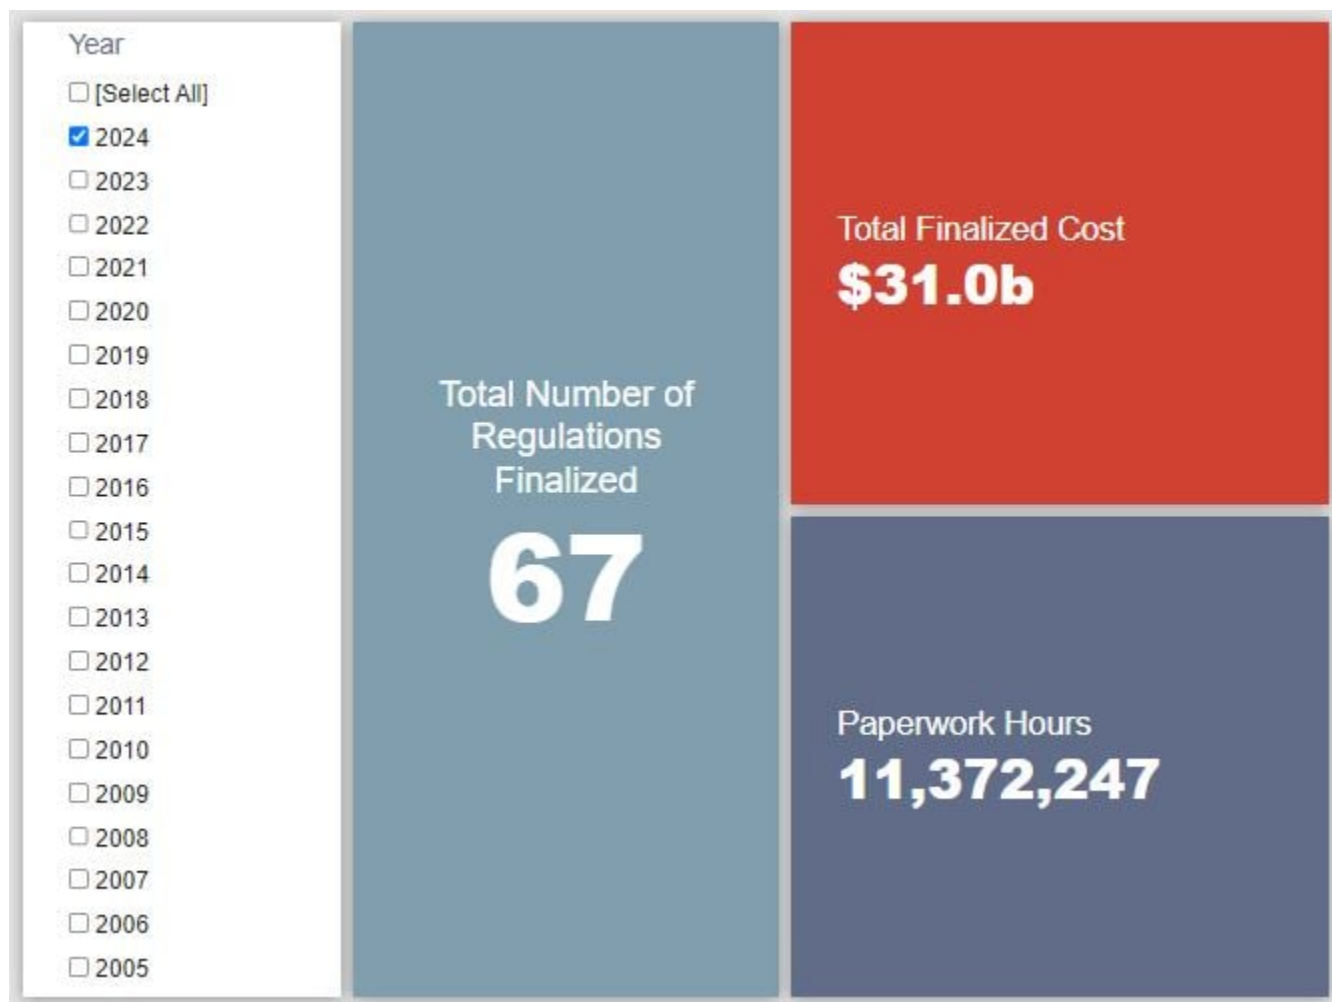 Year
[Select All]
2024
2023
2022
2021
2020
2019
2018
2017
2016
2015
2014
2013
2012
2011
2010
2009
2008
2007
2006
2005
Total Number of
Regulations
Finalized
67
Total Finalized Cost
$31.0b
Paperwork Hours
11,372,247